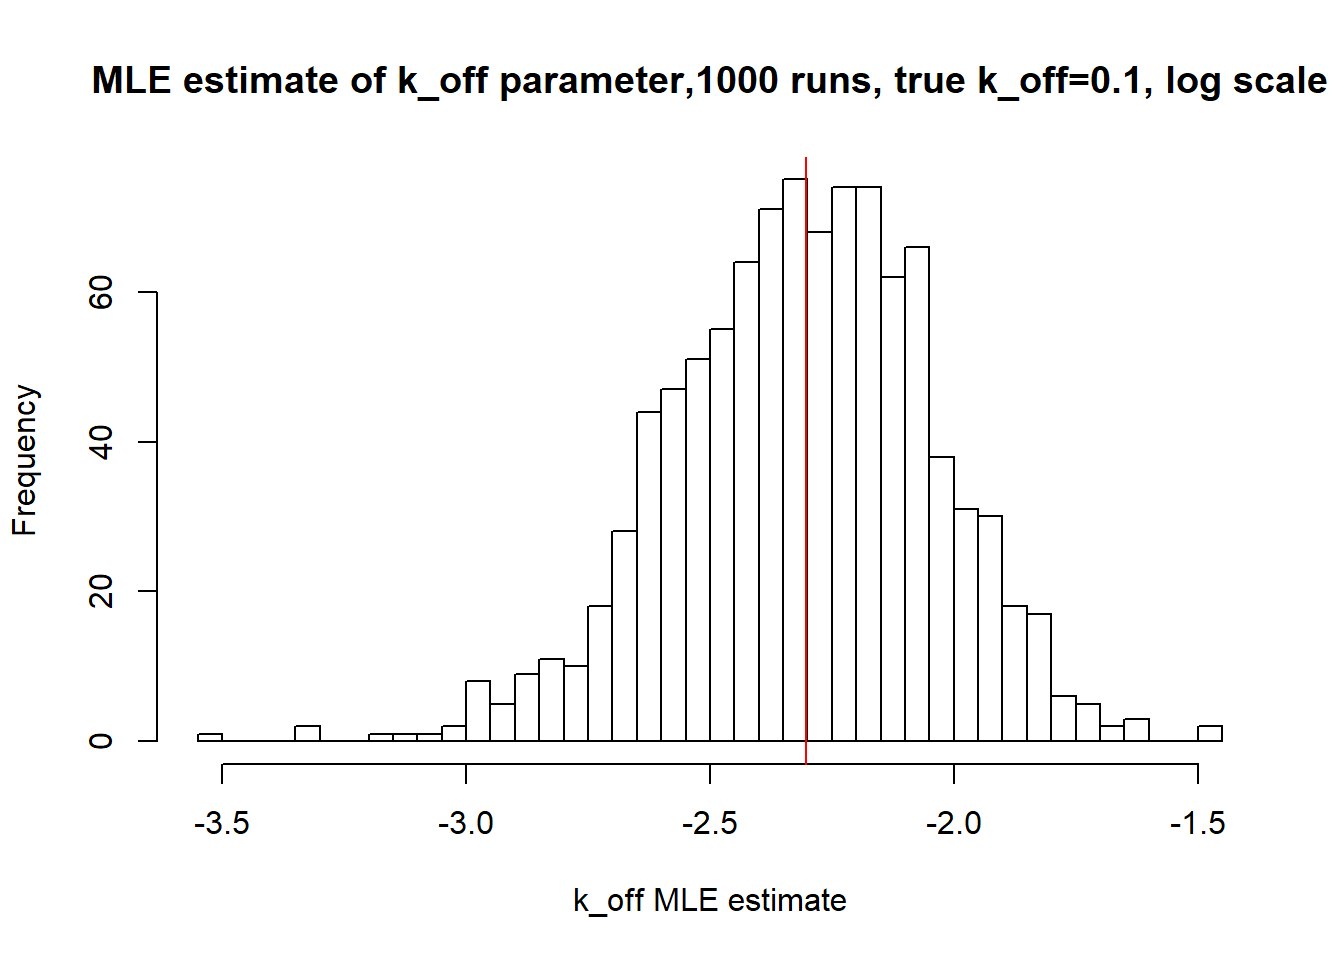 MLE estimate of k_off parameter,1000 runs, true k_off=0.1, log scale
Frequency
60
40
20
0
-3.5 -3.0 -2.5 -2.0 -1.5
k_off MLE estimate